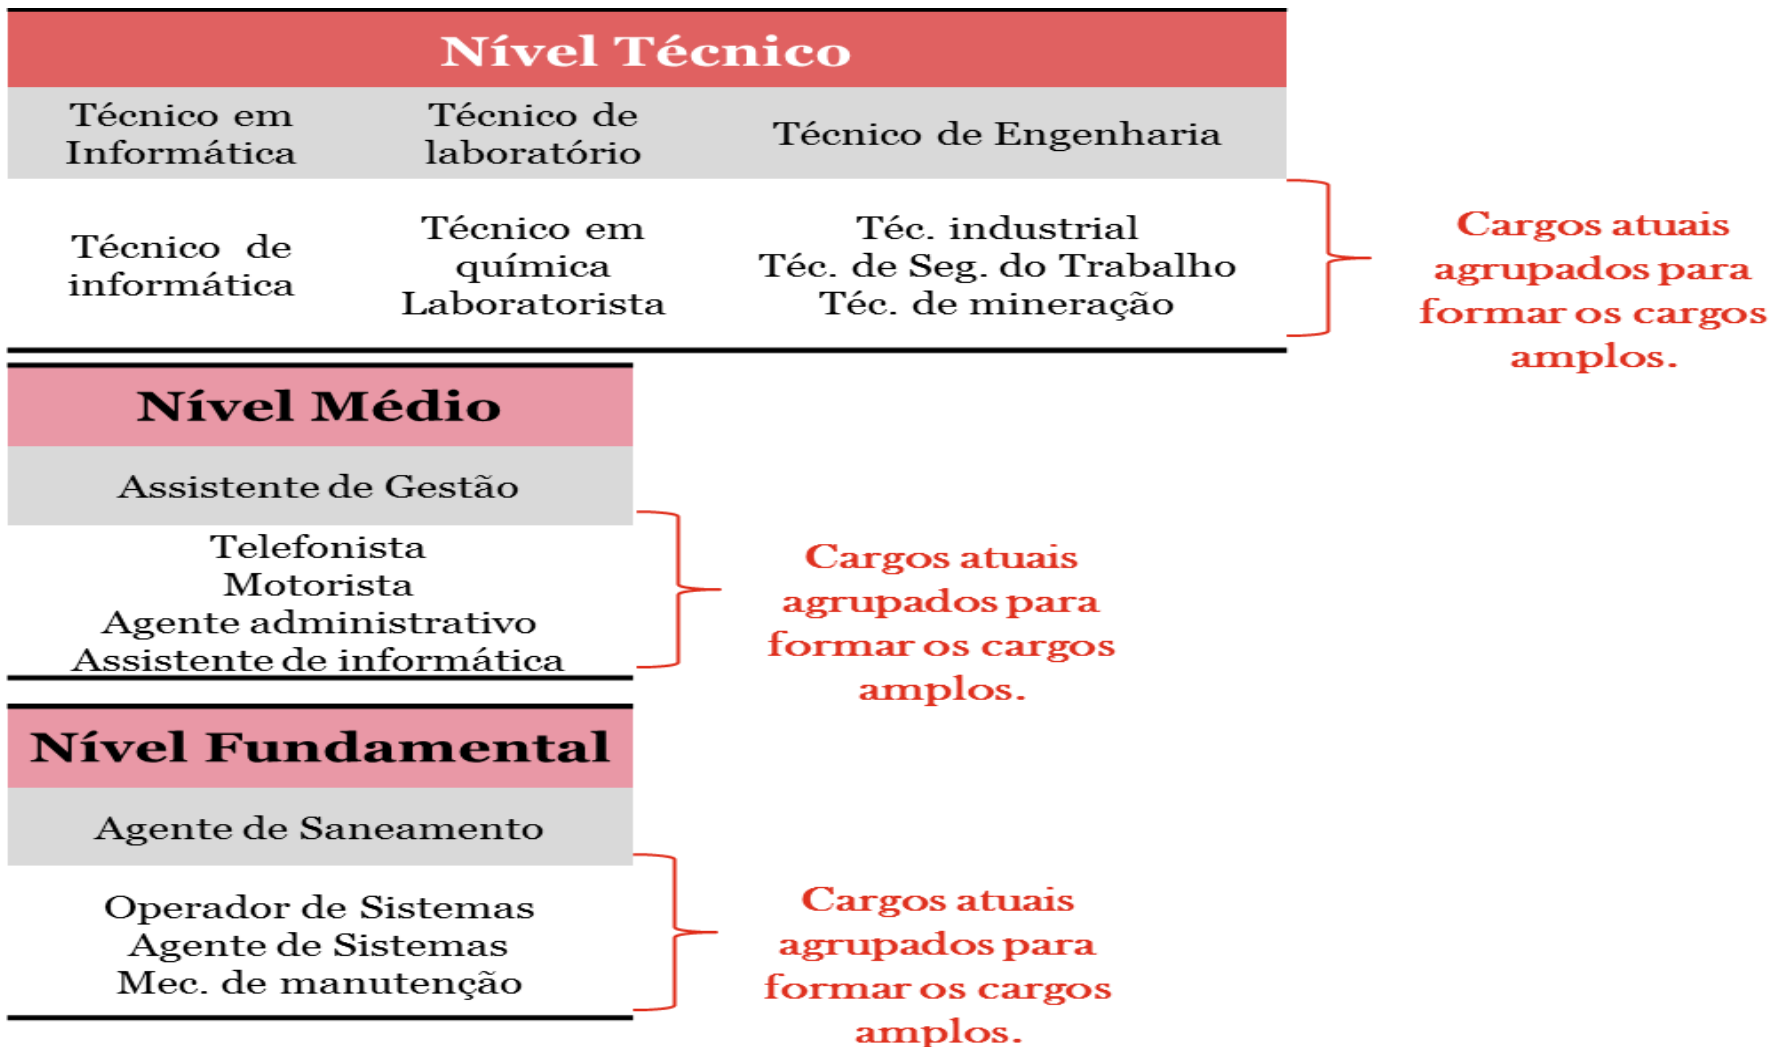 Nível Técnico
Técnico em
Informática
Técnico de
laboratório
Técnico de Engenharia
Técnico de
informática
Técnico em
química
Laboratorista
Téc. industrial
Téc. de Seg. do Trabalho
Téc. de mineração
Cargos atuais
agrupados para
formar os cargos
amplos.
Nível Médio
Assistente de Gestão
Telefonista
Motorista
Agente administrativo
Assistente de informática
Cargos atuais
agrupados para
formar os cargos
amplos.
Nível Fundamental
Agente de Saneamento
Operador de Sistemas
Agente de Sistemas
Mec. de manutenção
Cargos atuais
agrupados para
formar os cargos
amplos.